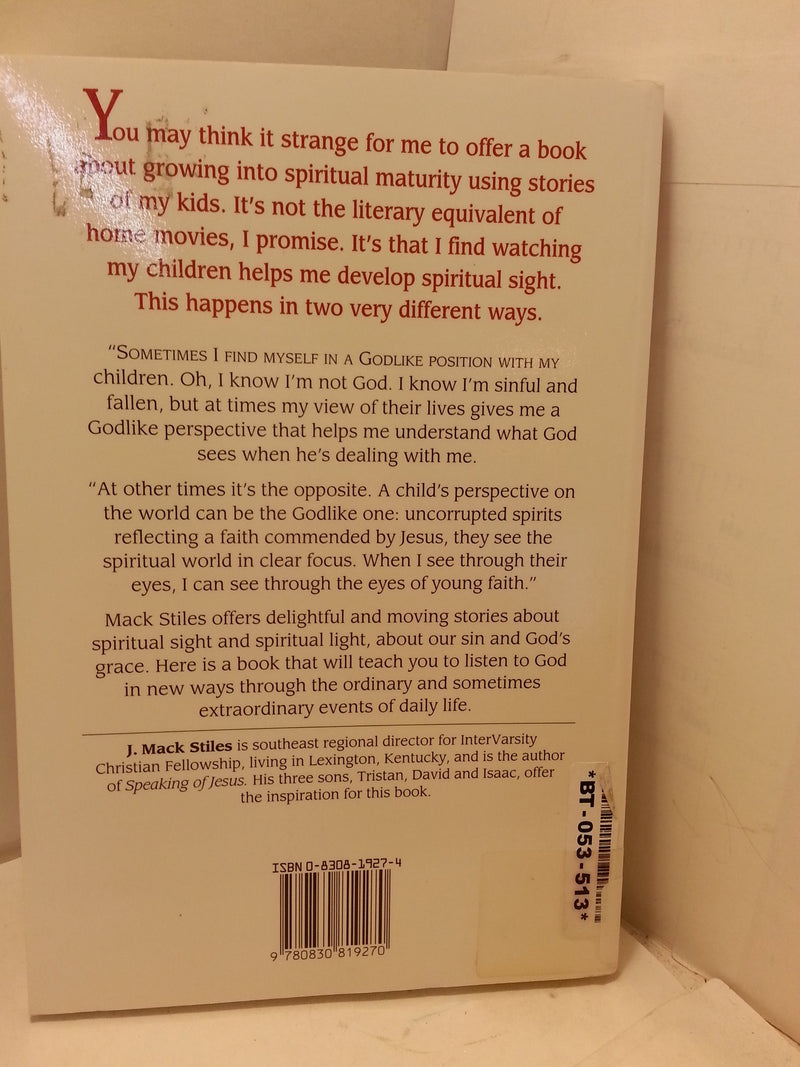 You may think it strange for me to offer a book
about growing into spiritual maturity using stories
of my kids. It's not the literary equivalent of
home movies, I promise. It's that I find watching
my children helps me develop spiritual sight.
This happens in two very different ways.
"SOMETIMES I FIND MYSELF IN A GODLIKE POSITION WITH MY
children. Oh, I know I'm not God. I know I'm sinful and
fallen, but at times my view of their lives gives me a
Godlike perspective that helps me understand what God
sees when he's dealing with me.
"At other times it's the opposite. A child's perspective on
the world can be the Godlike one: uncorrupted spirits
reflecting a faith commended by Jesus, they see the
spiritual world in clear focus. When I see through their
eyes, I can see through the eyes of young faith."
Mack Stiles offers delightful and moving stories about
spiritual sight and spiritual light, about our sin and God's
grace. Here is a book that will teach you to listen to God
in new ways through the ordinary and sometimes
extraordinary events of daily life.
J. Mack Stiles is southeast regional director for InterVarsity
Christian Fellowship, living in Lexington, Kentucky, and is the author
of Speaking of Jesus. His three sons, Tristan, David and Isaac, offer
the inspiration for this book.
*BT-053-513*
ISBN 0-8308-1927-4
9 780830 819270